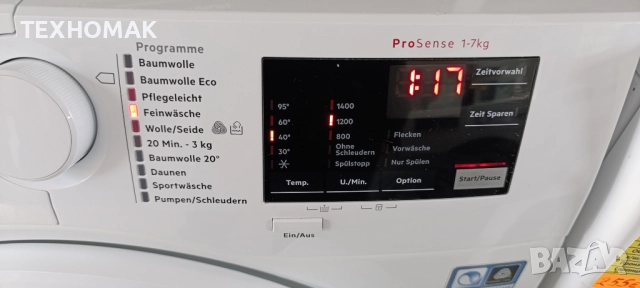 TEXHOMAK
ProSense 1-7kg
Programme
Baumwolle
Baumwolle Eco
Pflegeleicht
Feinwäsche
Wolle/Seide
20 Min. - 3 kg
Baumwolle 20°
Daunen
Sportwäsche
Pumpen/Schleudern
1:17
Zeitvorwahl
Zeit Sparen
Start/Pause
95°
60°
40°
30°
Temp.
1400
1200
800
Ohne
Schleudern
Spülstopp
U./Min.
Flecken
Vorwäsche
Nur Spülen
Option
Ein/Aus
bazar